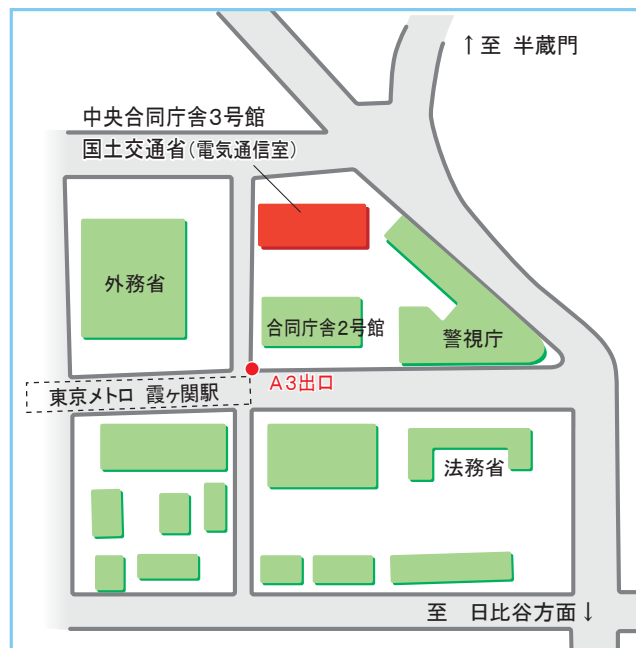 ↑至 半蔵門
中央合同庁舎3号館
国土交通省(電気通信室)
外務省
合同庁舎2号館
警視庁
A3出口
東京メトロ 霞ヶ関駅
法務省
至 日比谷方面↓